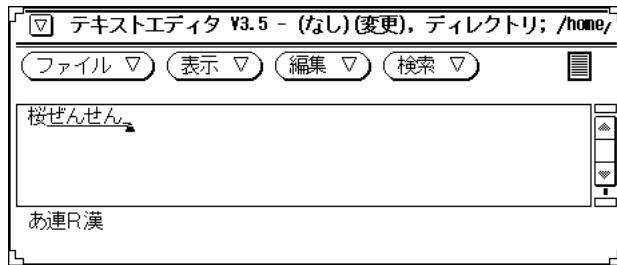 テキストエディタ V3.5 - (なし)(変更), ディレクトリ; /home/
ファイル ▽ 表示 ▽ 編集 ▽ 検索 ▽
桜ぜんせん
あ連R漢